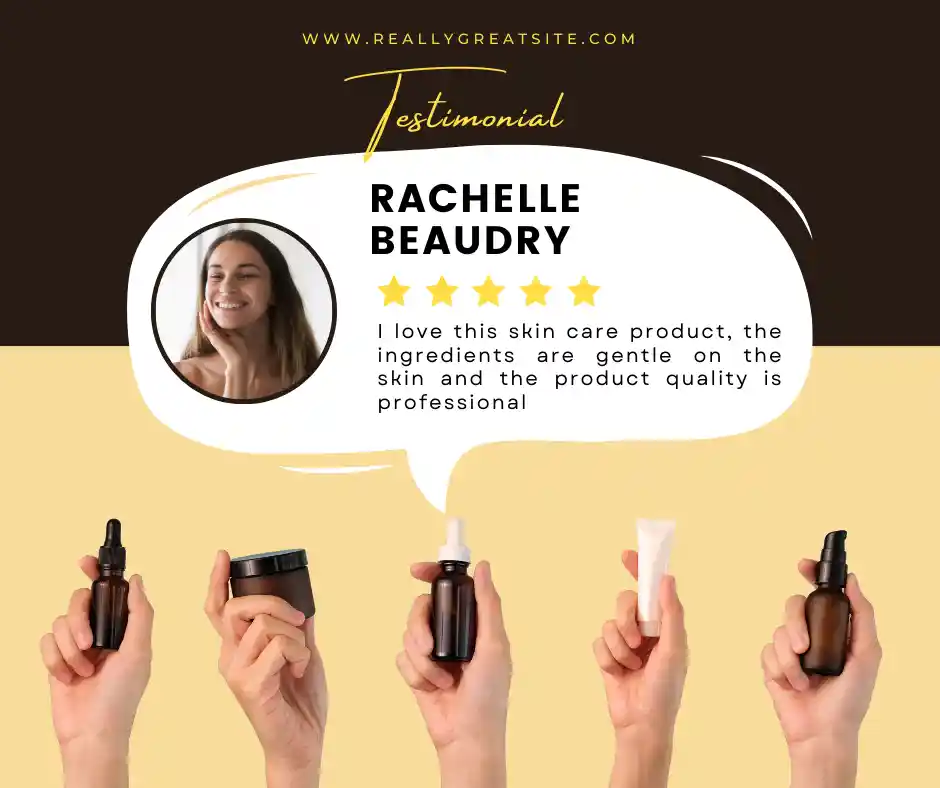 WWW.REALLYGREATSITE.COM
Testimonial
RACHELLE
BEAUDRY
I love this skin care product, the
ingredients are gentle on the
skin and the product quality is
professional